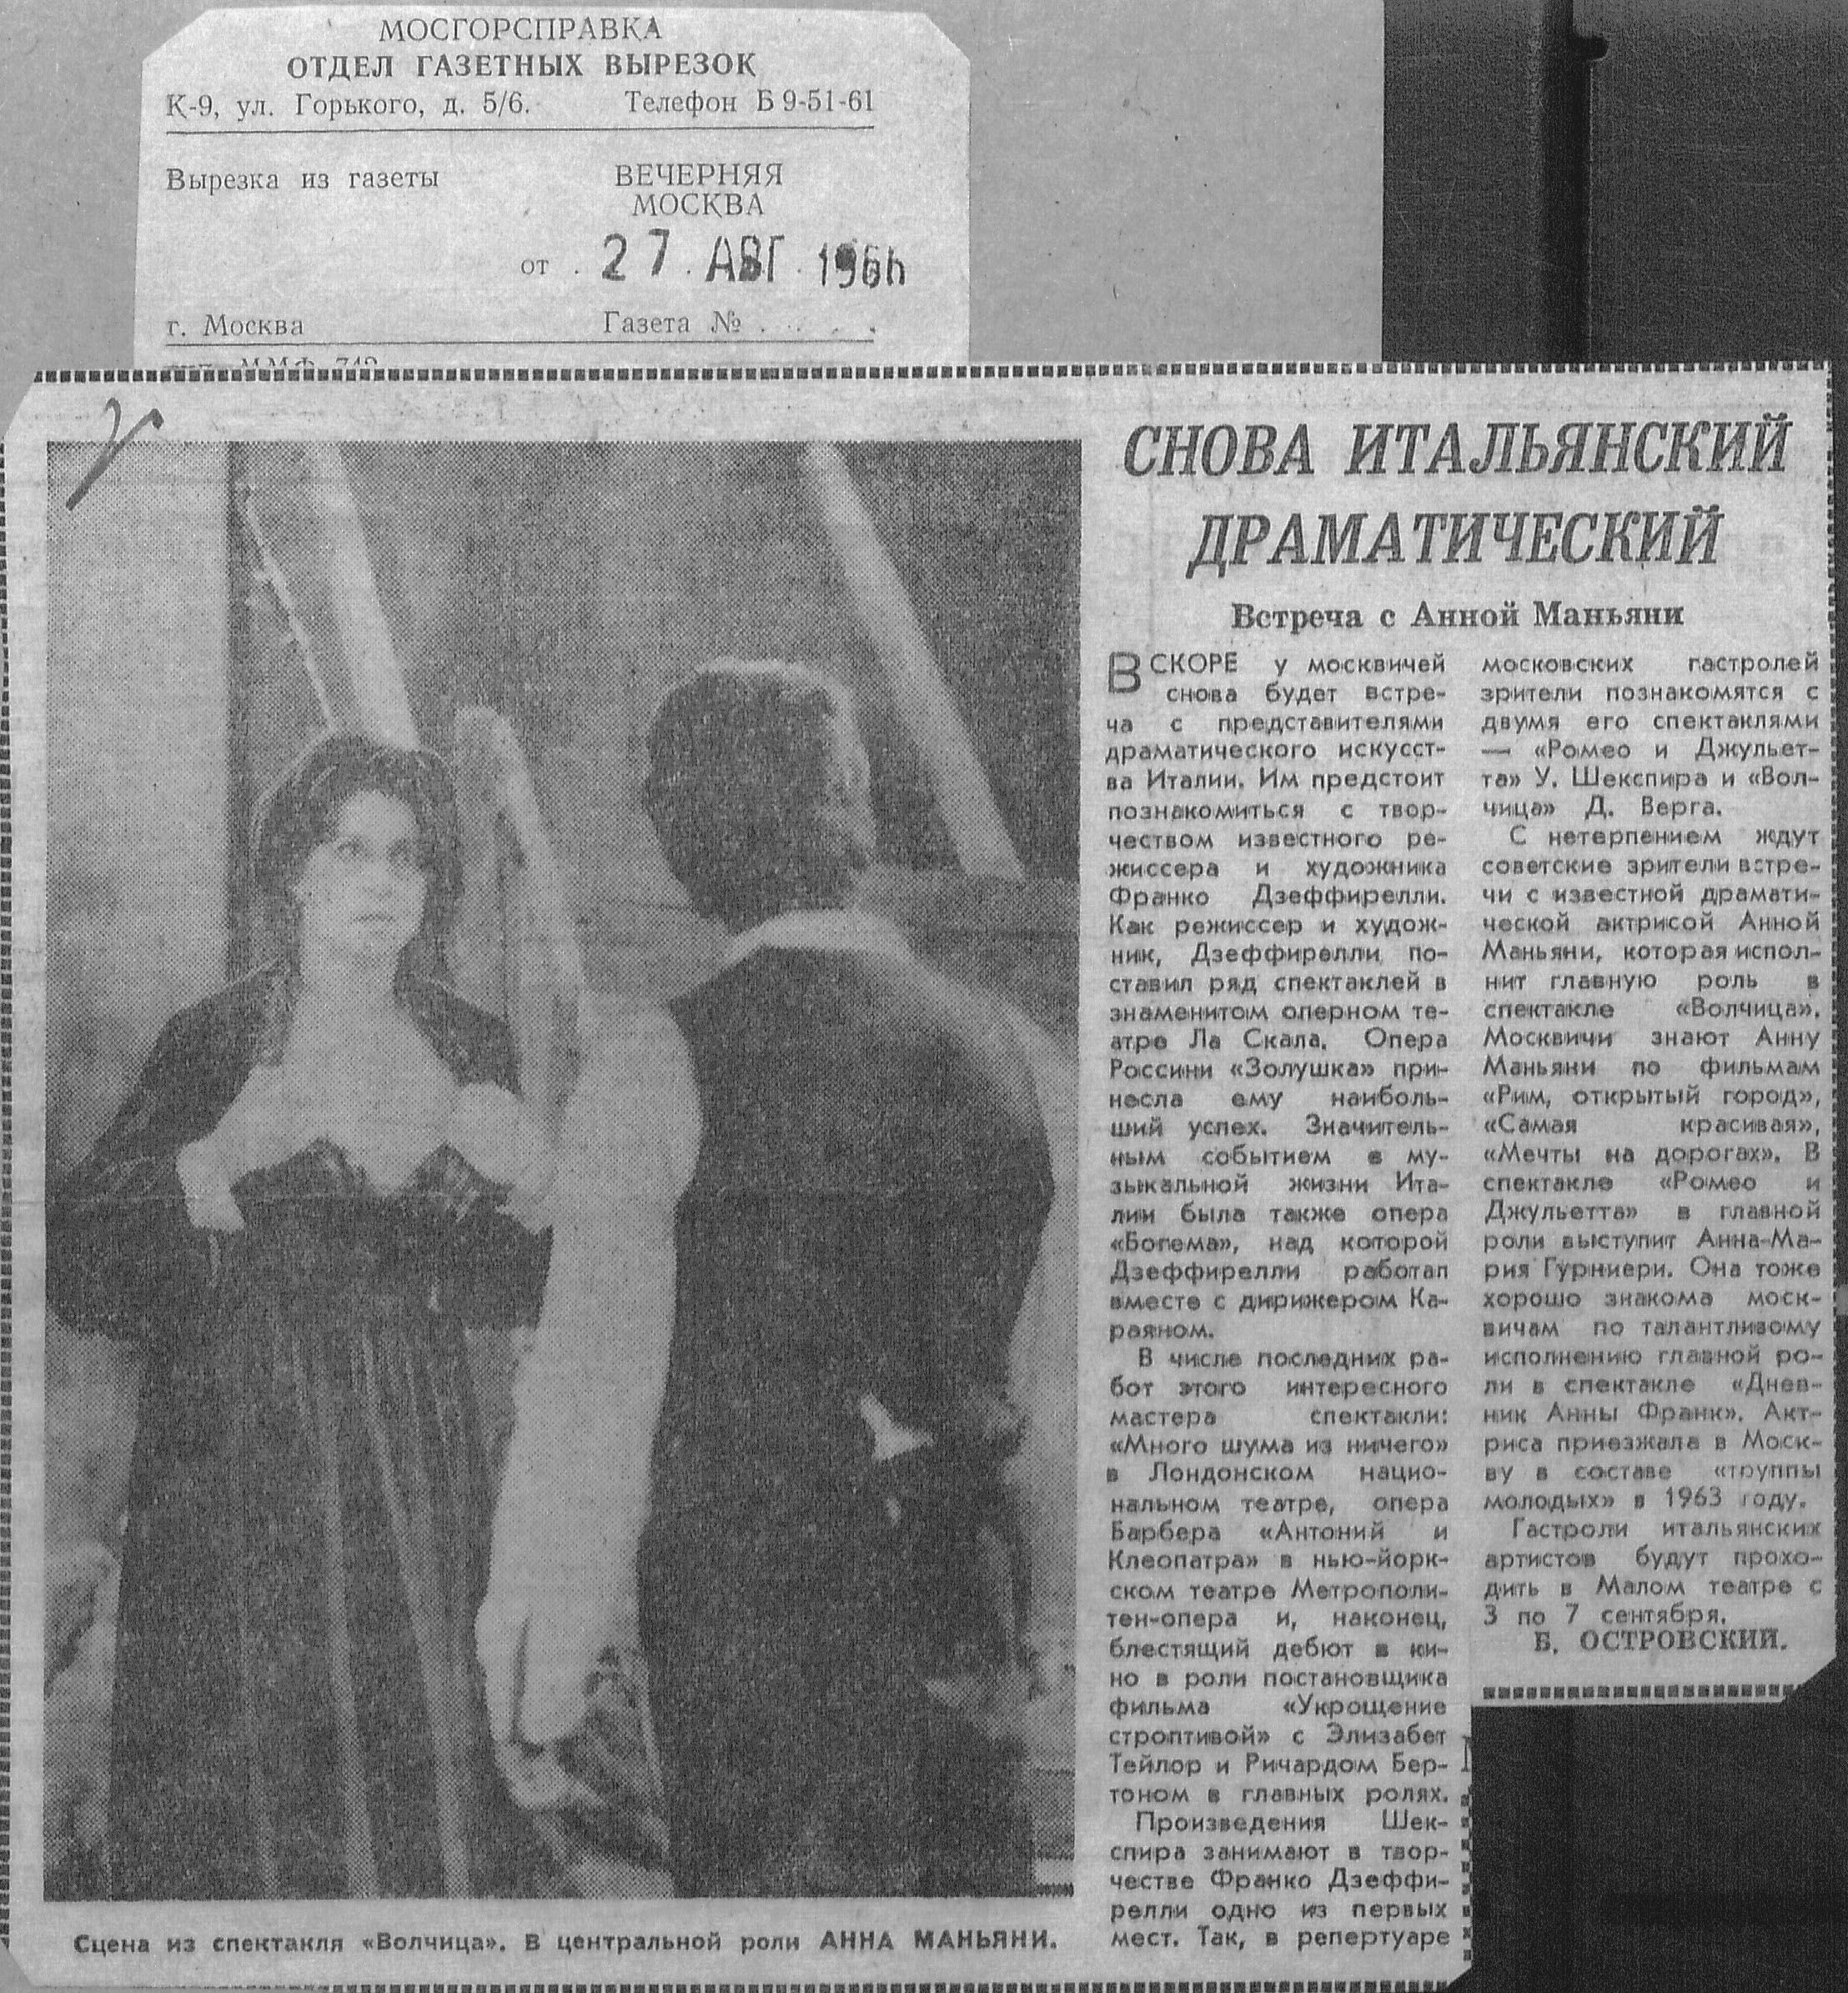 МОСГОРСПРАВКА
ОТДЕЛ ГАЗЕТНЫХ ВЫРЕЗОК
К-9, ул. Горького, д. 5/6. Телефон Б 9-51-61
Вырезка из газеты
ВЕЧЕРНЯЯ
МОСКВА
от . 27. АВГ. 1966
г. Москва Газета № . . . .
СНОВА ИТАЛЬЯНСКИЙ
ДРАМАТИЧЕСКИЙ
Встреча с Анной Маньяни
ВСКОРЕ у москвичей
снова будет встре-
ча с представителями
драматического искусст-
ва Италии. Им предстоит
познакомиться с твор-
чеством известного ре-
жиссера и художника
Франко Дзеффирелли.
Как режиссер и худож-
ник, Дзеффирелли по-
ставил ряд спектаклей в
знаменитом оперном те-
атре Ла Скала. Опера
Россини «Золушка» при-
несла ему наиболь-
ший успех. Значитель-
ным событием в му-
зыкальной жизни Ита-
лии была также опера
«Богема», над которой
Дзеффирелли работал
вместе с дирижером Ка-
раяном.
В числе последних ра-
бот этого интересного
мастера спектакли:
«Много шума из ничего»
в Лондонском нацио-
нальном театре, опера
Барбера «Антоний и
Клеопатра» в нью-йорк-
ском театре Метрополи-
тен-опера и, наконец,
блестящий дебют в ки-
но в роли постановщика
фильма «Укрощение
строптивой» с Элизабет
Тейлор и Ричардом Бер-
тоном в главных ролях.
Произведения Шек-
спира занимают в твор-
честве Франко Дзеффи-
релли одно из первых
мест. Так, в репертуаре
московских гастролей
зрители познакомятся с
двумя его спектаклями
— «Ромео и Джульет-
та» У. Шекспира и «Вол-
чица» Д. Верга.
С нетерпением ждут
советские зрители встре-
чи с известной драмати-
ческой актрисой Анной
Маньяни, которая испол-
нит главную роль в
спектакле «Волчица».
Москвичи знают Анну
Маньяни по фильмам
«Рим, открытый город»,
«Самая красивая»,
«Мечты на дорогах». В
спектакле «Ромео и
Джульетта» в главной
роли выступит Анна-Ма-
рия Гурниери. Она тоже
хорошо знакома моск-
вичам по талантливому
исполнению главной ро-
ли в спектакле «Днев-
ник Анны Франк». Акт-
риса приезжала в Моск-
ву в составе «труппы
молодых» в 1963 году.
Гастроли итальянских
артистов будут прохо-
дить в Малом театре с
3 по 7 сентября.
Б. ОСТРОВСКИЙ.
Сцена из спектакля «Волчица». В центральной роли АННА МАНЬЯНИ.